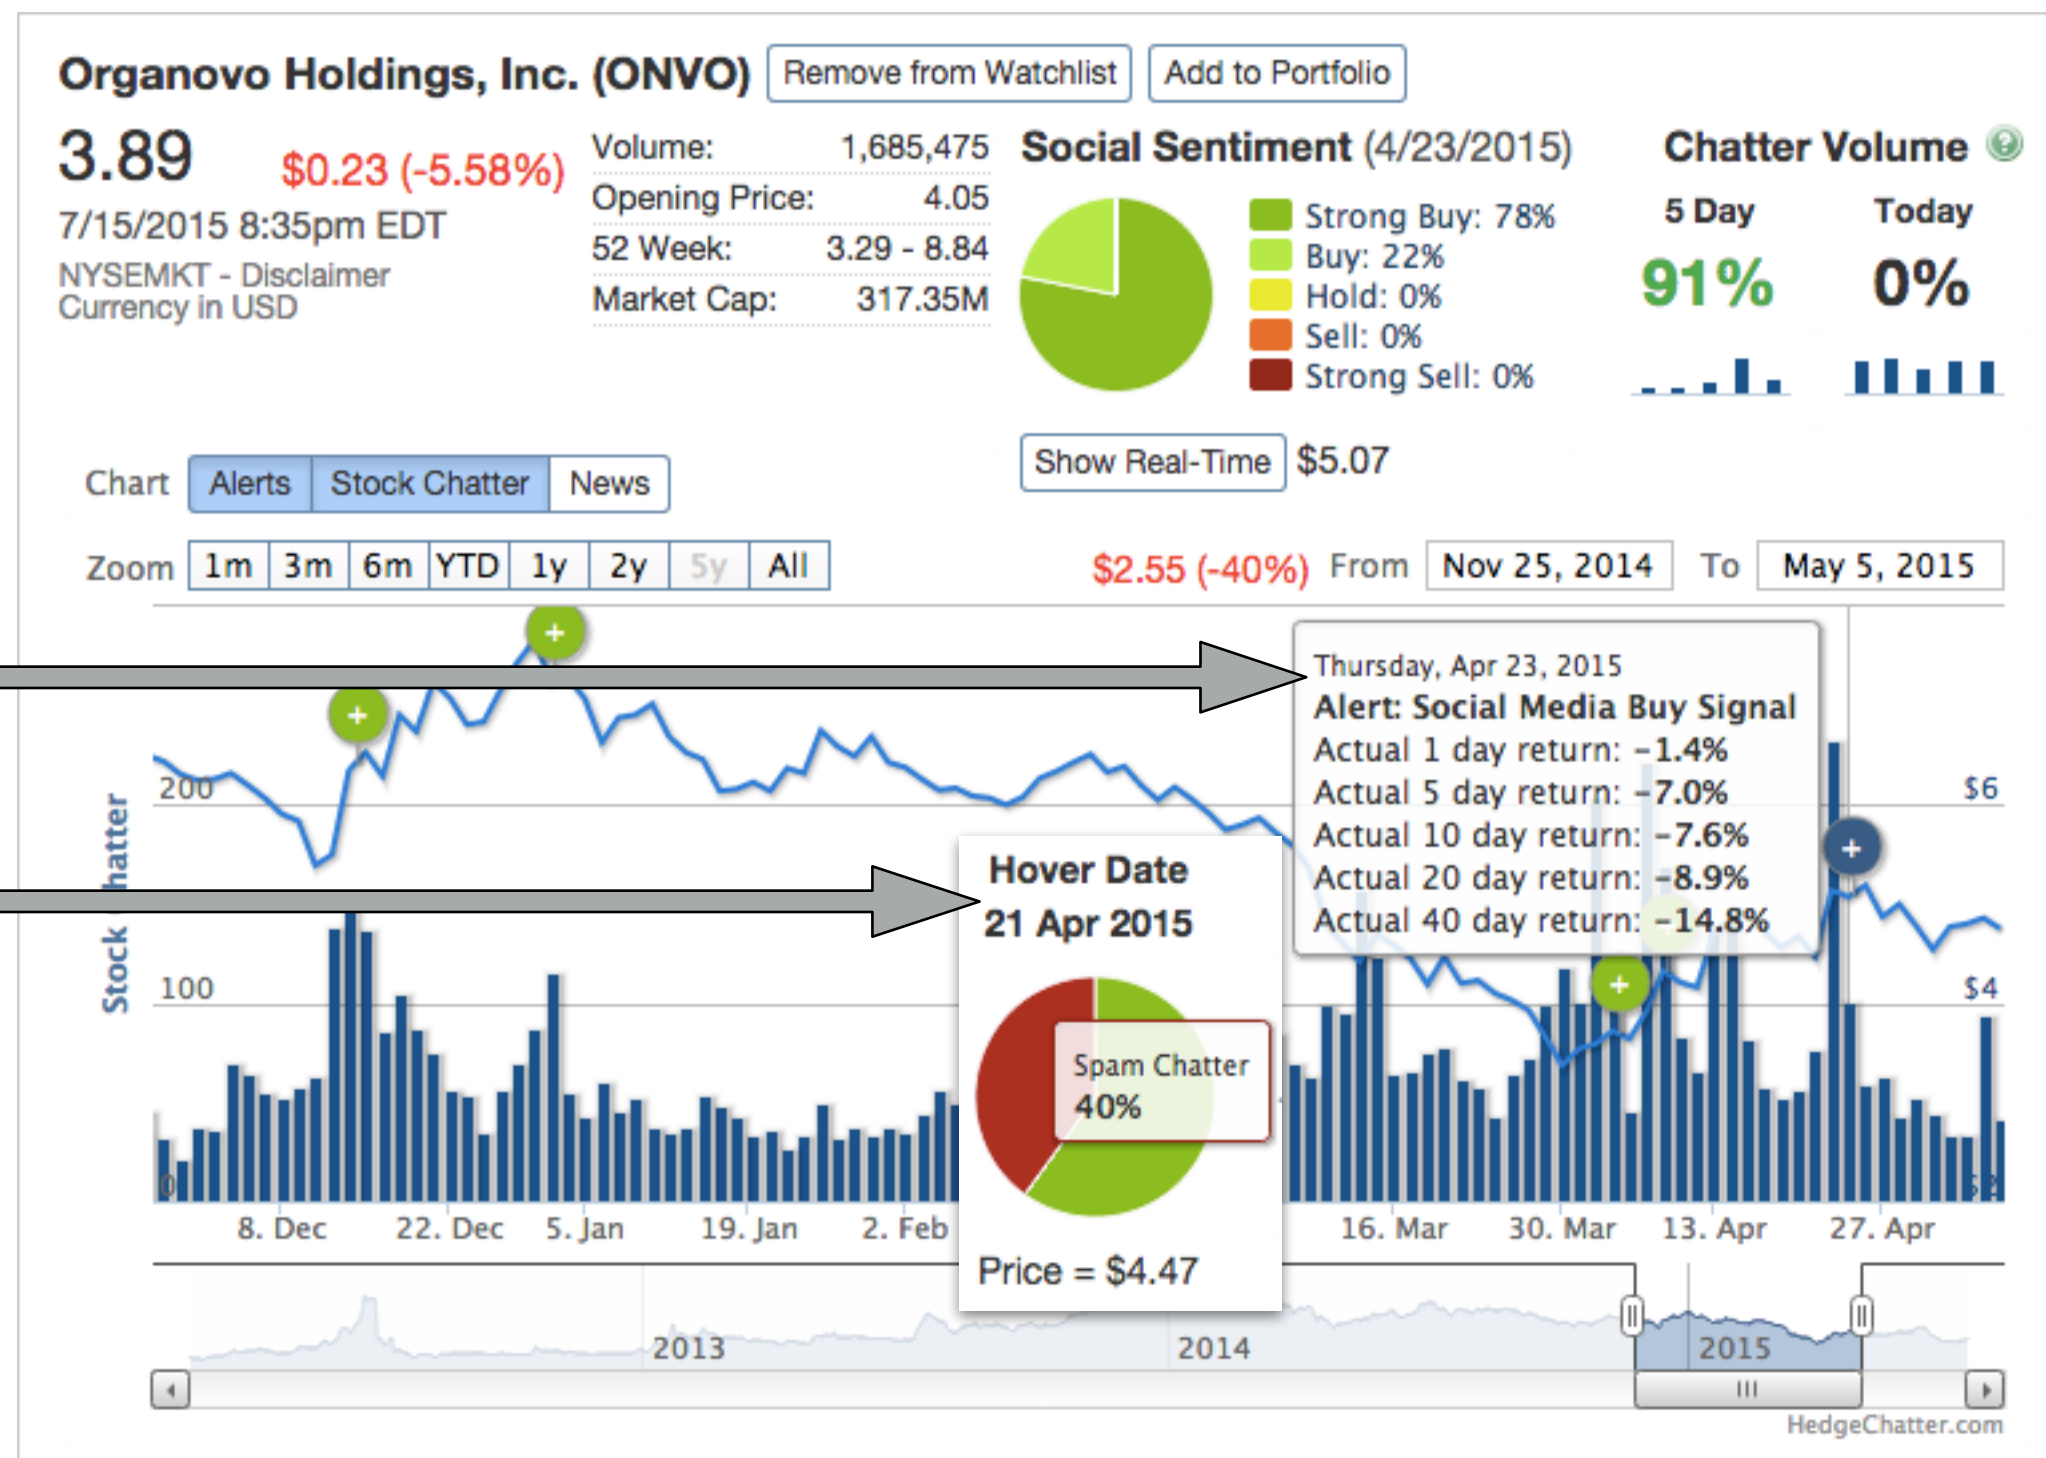 Organovo Holdings, Inc. (ONVO) Remove from Watchlist Add to Portfolio
3.89 $0.23 (-5.58%)
7/15/2015 8:35pm EDT
NYSEMKT - Disclaimer
Currency in USD
Volume: 1,685,475
Opening Price: 4.05
52 Week: 3.29 - 8.84
Market Cap: 317.35M
Social Sentiment (4/23/2015)
Strong Buy: 78%
Buy: 22%
Hold: 0%
Sell: 0%
Strong Sell: 0%
Show Real-Time $5.07
Chatter Volume ?
5 Day Today
91% 0%
Chart Alerts Stock Chatter News
Zoom 1m 3m 6m YTD 1y 2y 5y All
$2.55 (-40%) From Nov 25, 2014 To May 5, 2015
Thursday, Apr 23, 2015
Alert: Social Media Buy Signal
Actual 1 day return: -1.4%
Actual 5 day return: -7.0%
Actual 10 day return: -7.6%
Actual 20 day return: -8.9%
Actual 40 day return: -14.8%
Hover Date
21 Apr 2015
Spam Chatter
40%
Price = $4.47
Stock hatter
200
100
0
$6
$4
8. Dec 22. Dec 5. Jan 19. Jan 2. Feb 16. Mar 30. Mar 13. Apr 27. Apr
2013 2014 2015
HedgeChatter.com